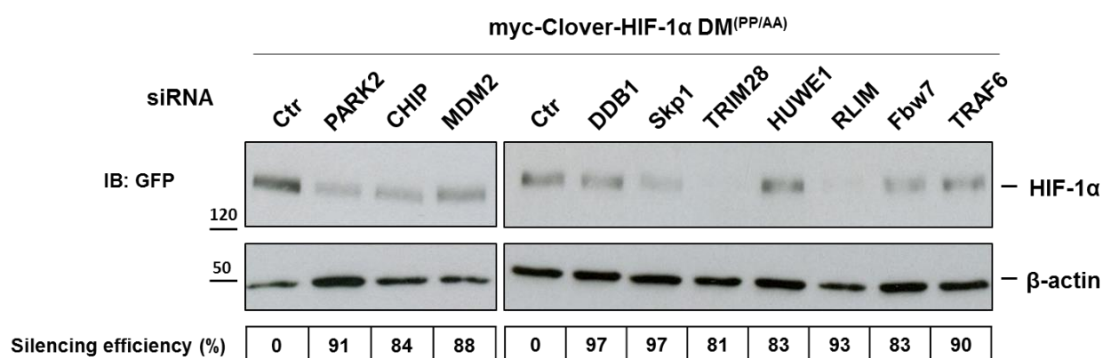 myc-Clover-HIF-1α DM(PP/AA)
siRNA Ctr PARK2 CHIP MDM2 Ctr DDB1 Skp1 TRIM28 HUWE1 RLIM Fbw7 TRAF6
IB: GFP HIF-1α
120
50 β-actin
Silencing efficiency (%) 0 91 84 88 0 97 97 81 83 93 83 90